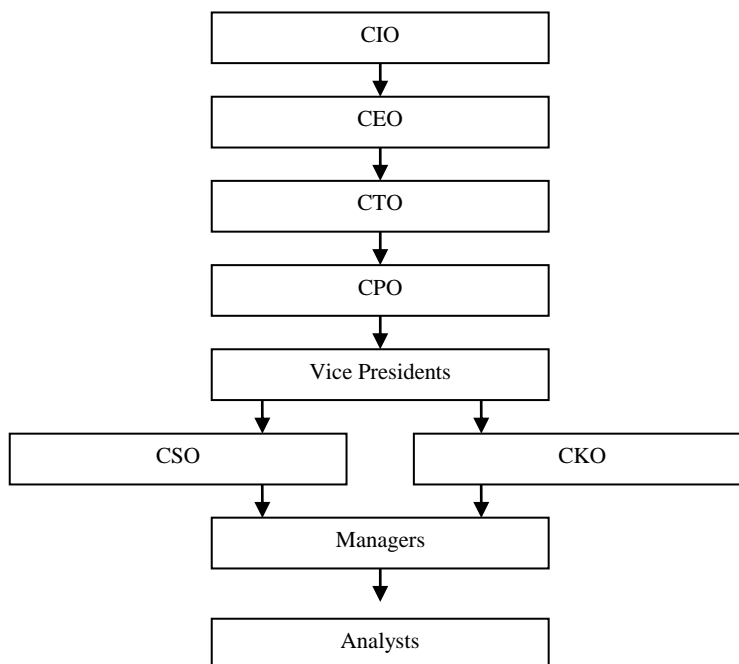 CIO
CEO
CTO
CPO
Vice Presidents
CSO
CKO
Managers
Analysts